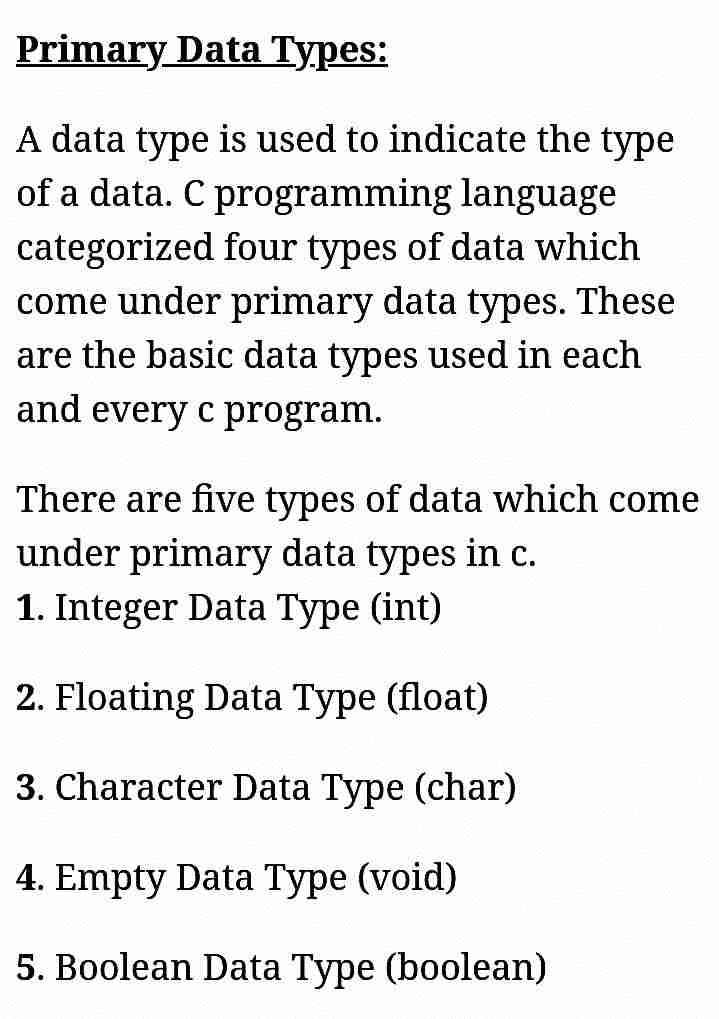 Primary Data Types:
A data type is used to indicate the type
of a data. C programming language
categorized four types of data which
come under primary data types. These
are the basic data types used in each
and every c program.
There are five types of data which come
under primary data types in c.
1. Integer Data Type (int)
2. Floating Data Type (float)
3. Character Data Type (char)
4. Empty Data Type (void)
5. Boolean Data Type (boolean)